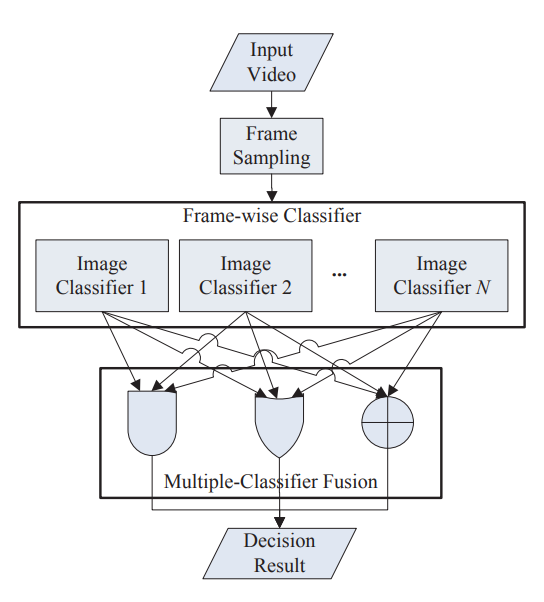 Input
Video
Frame
Sampling
Frame-wise Classifier
Image
Classifier 1
Image
Classifier 2
...
Image
Classifier N
Multiple-Classifier Fusion
Decision
Result